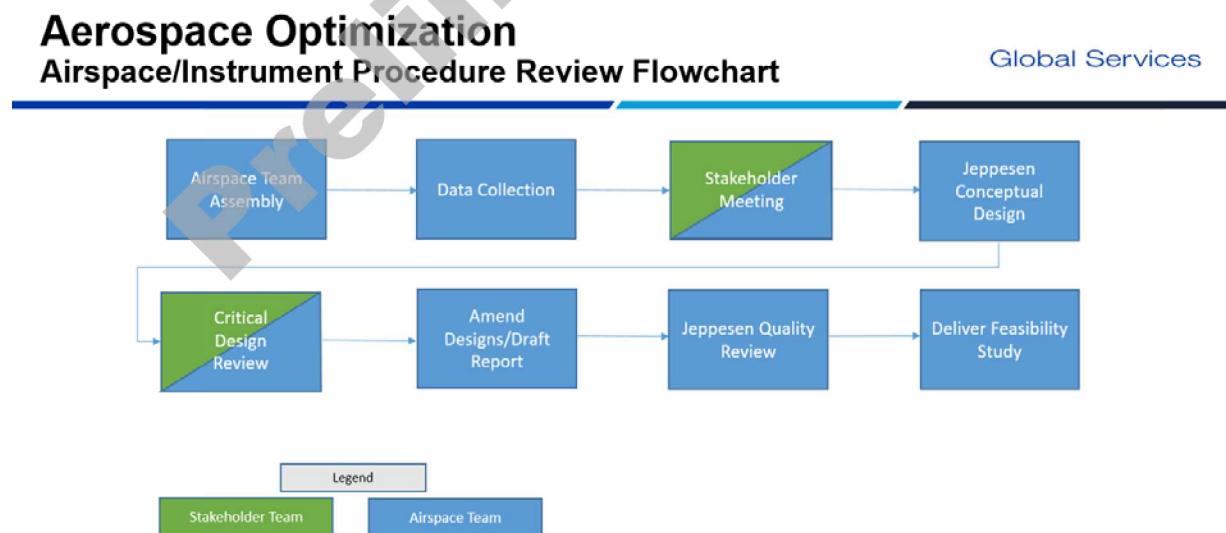 Aerospace Optimization
Airspace/Instrument Procedure Review Flowchart
Global Services
Airspace Team
Assembly
Data Collection
Stakeholder
Meeting
Jeppesen
Conceptual
Design
Critical
Design
Review
Amend
Designs/Draft
Report
Jeppesen Quality
Review
Deliver Feasibility
Study
Legend
Stakeholder Team
Airspace Team